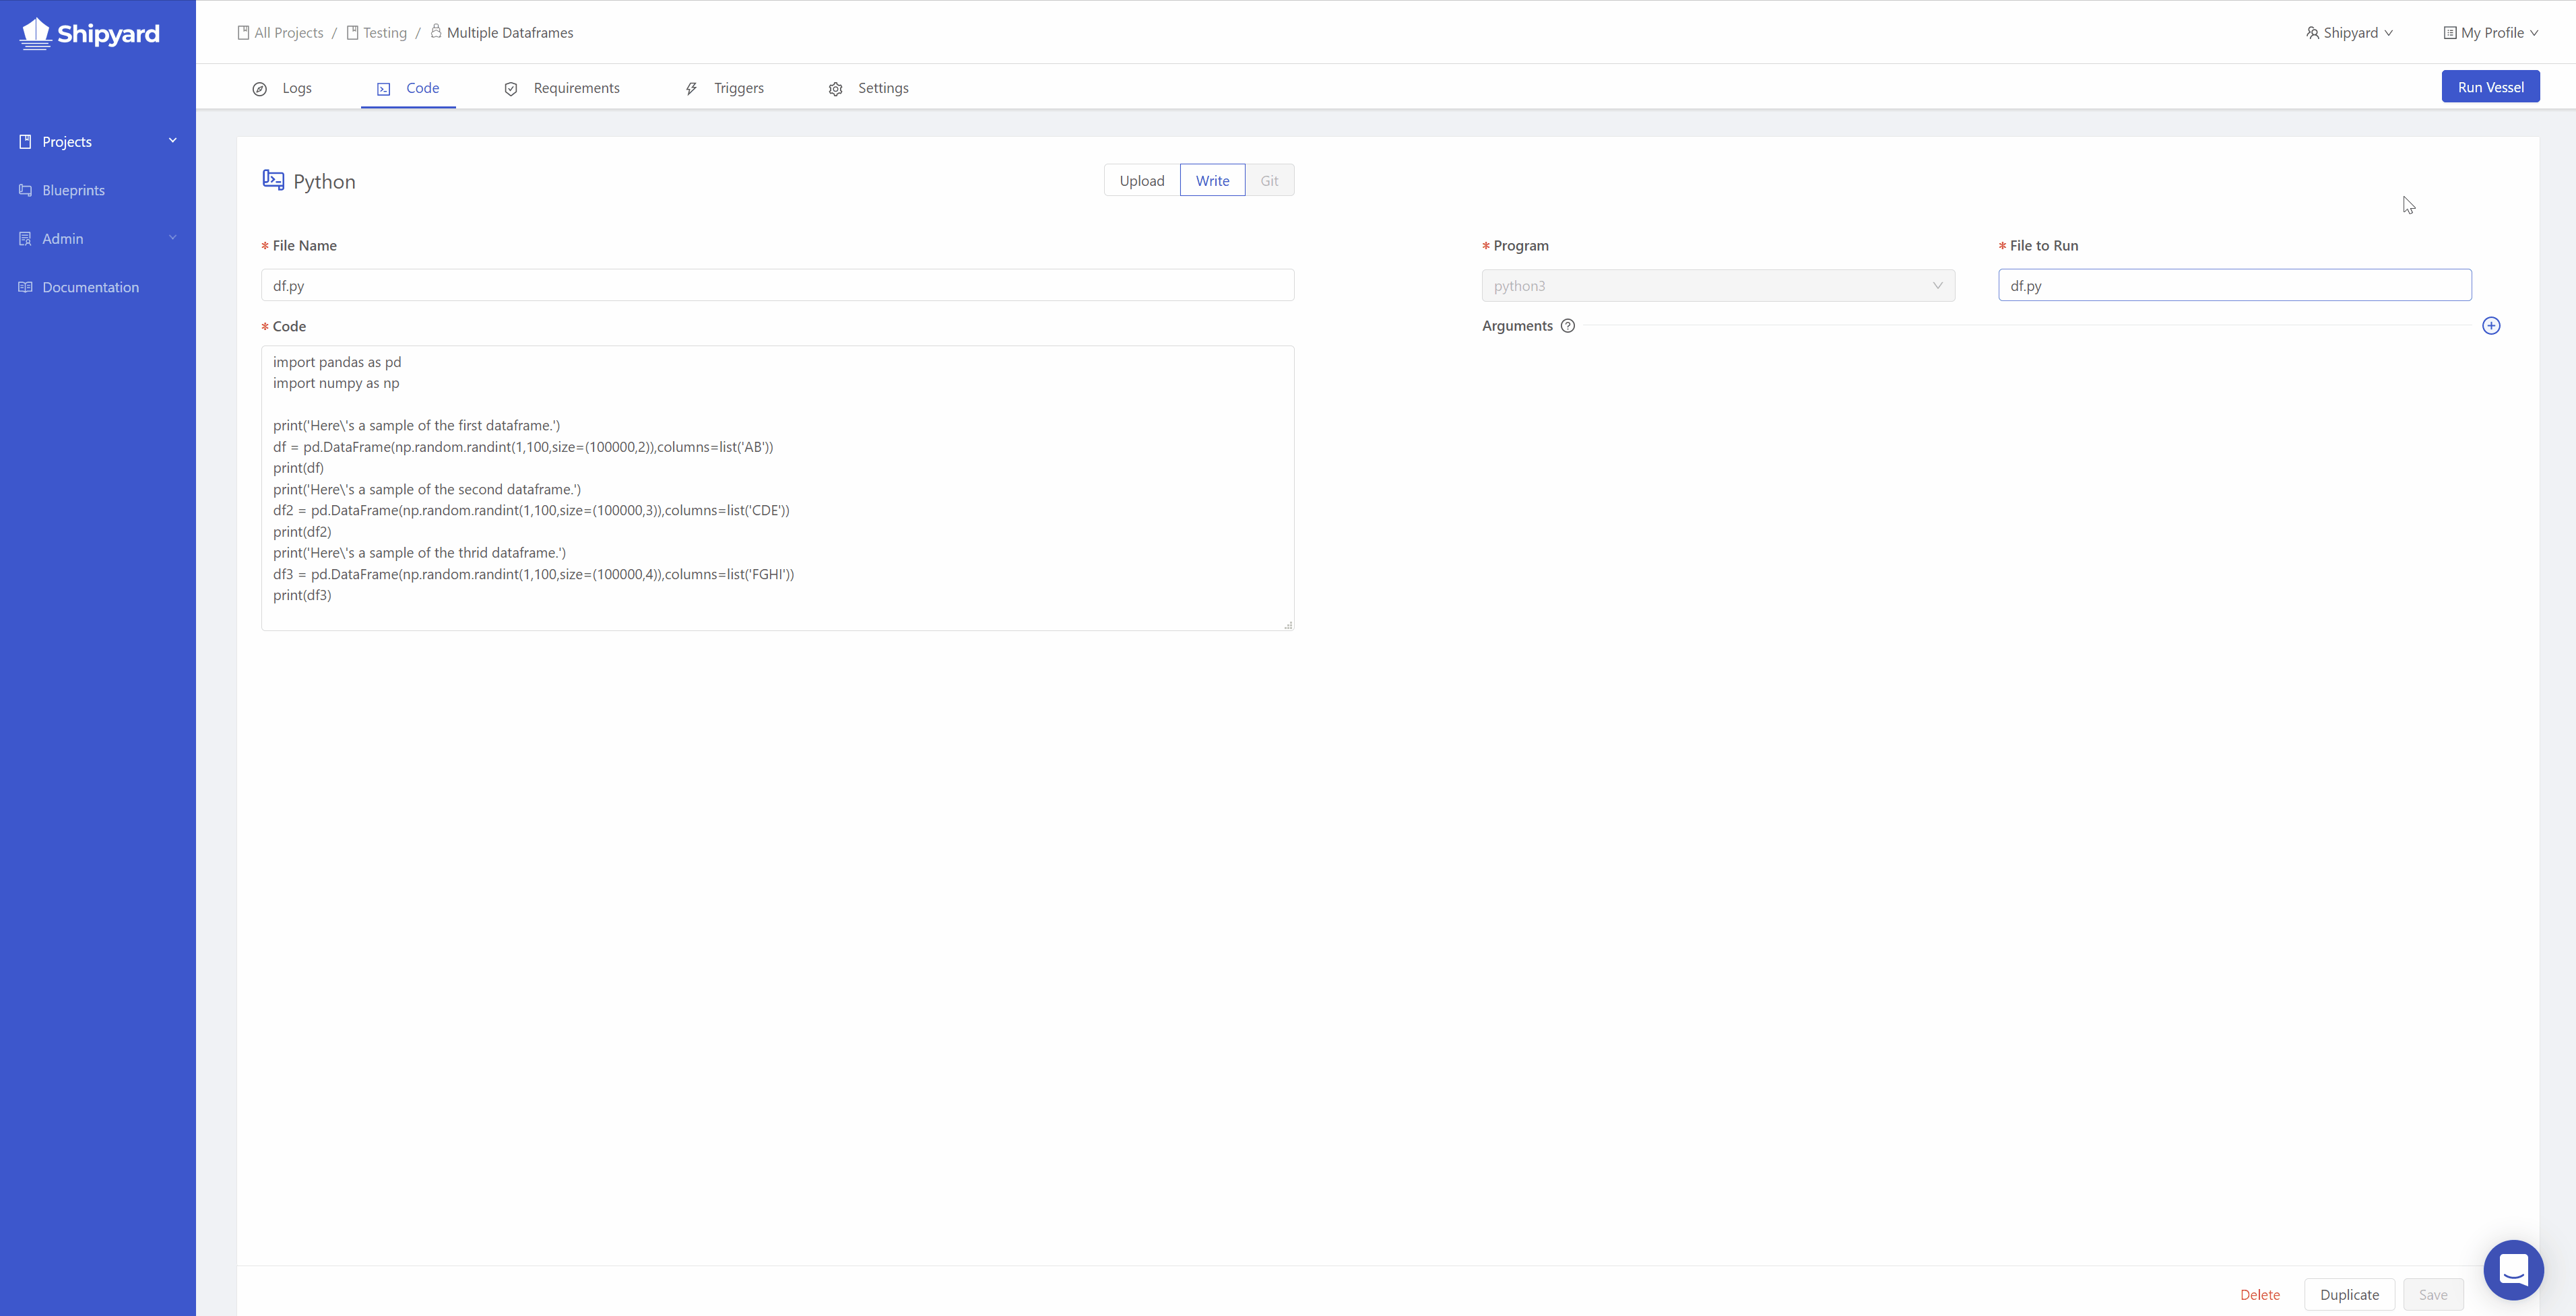 Shipyard
All Projects / Testing / Multiple Dataframes
Shipyard
My Profile
Logs
Code
Requirements
Triggers
Settings
Run Vessel
Projects
Blueprints
Admin
Documentation
Python
Upload
Write
Git
* File Name
df.py
* Code
import pandas as pd
import numpy as np
print('Here\'s a sample of the first dataframe.')
df = pd.DataFrame(np.random.randint(1,100,size=(100000,2)),columns=list('AB'))
print(df)
print('Here\'s a sample of the second dataframe.')
df2 = pd.DataFrame(np.random.randint(1,100,size=(100000,3)),columns=list('CDE'))
print(df2)
print('Here\'s a sample of the thrid dataframe.')
df3 = pd.DataFrame(np.random.randint(1,100,size=(100000,4)),columns=list('FGHI'))
print(df3)
* Program
python3
* File to Run
df.py
Arguments ?
Delete
Duplicate
Save